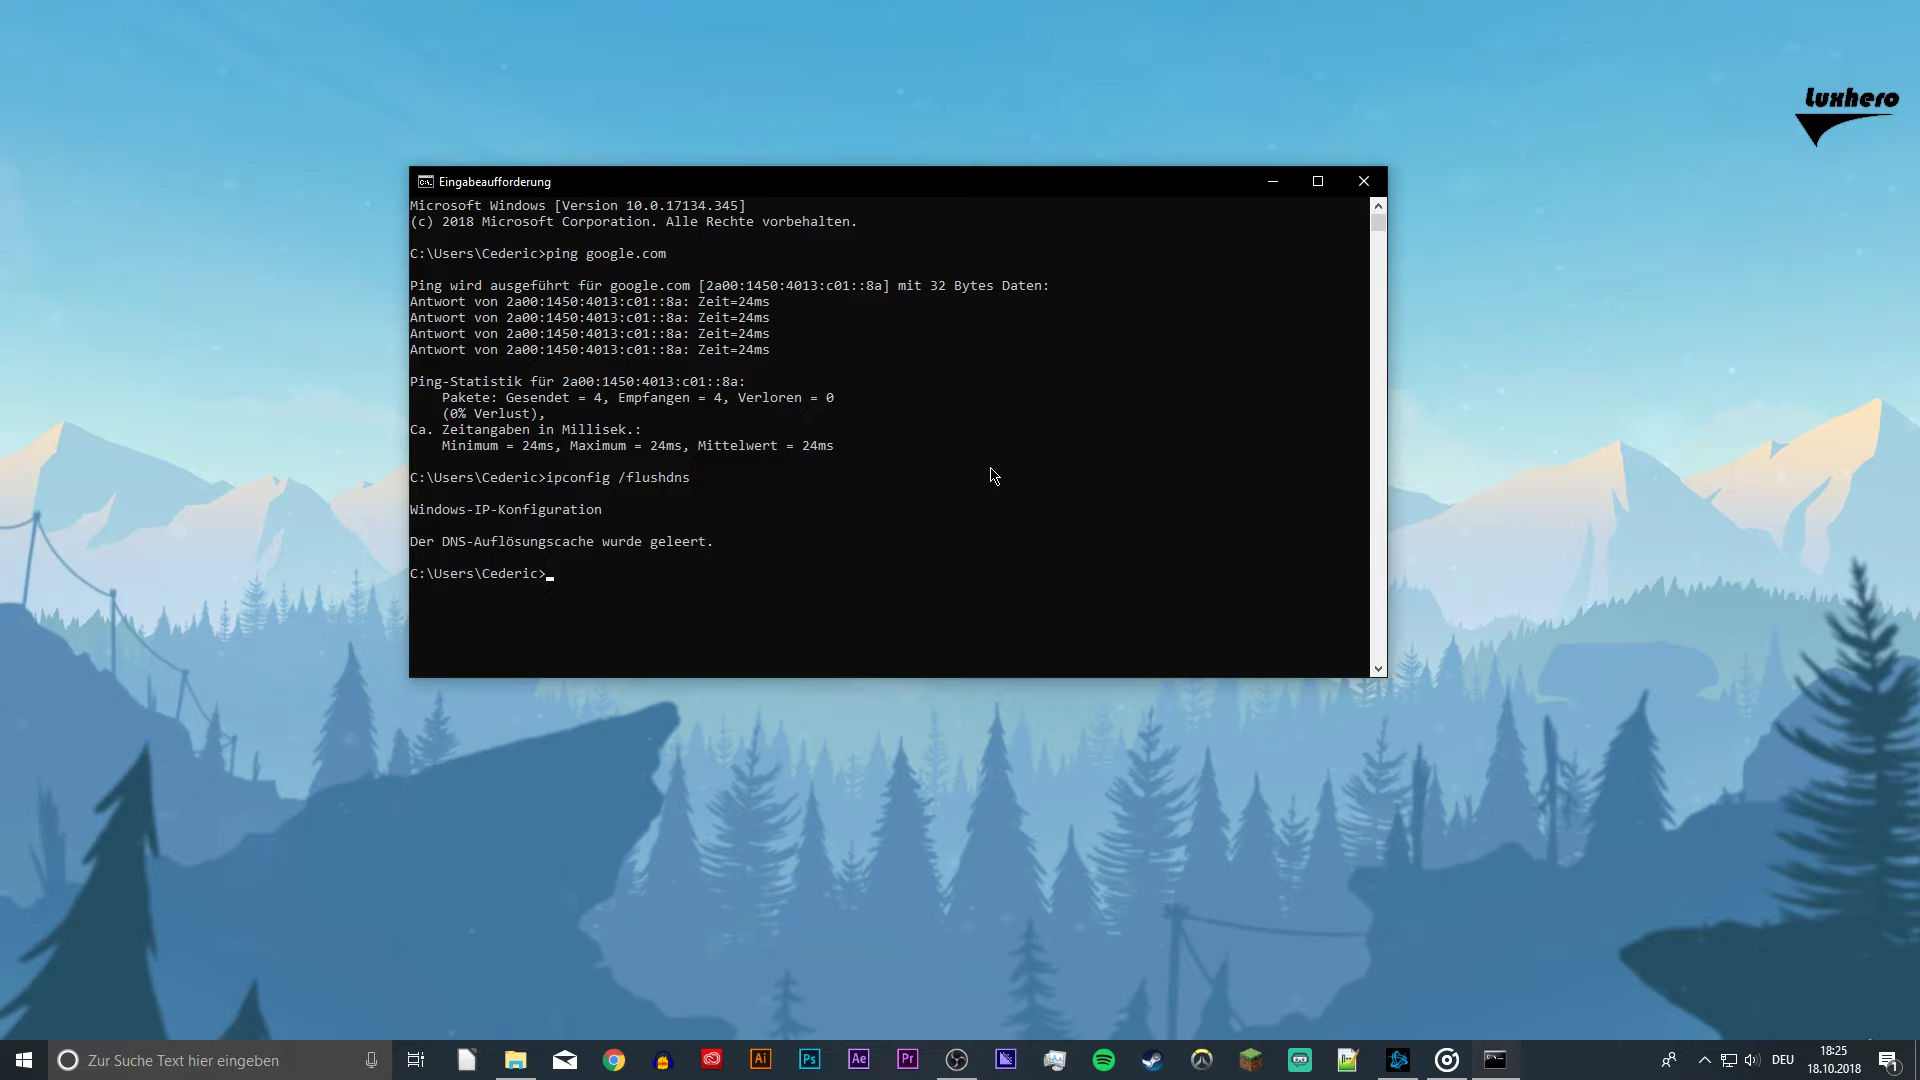 luxhero
Eingabeaufforderung
Microsoft Windows [Version 10.0.17134.345]
(c) 2018 Microsoft Corporation. Alle Rechte vorbehalten.
C:\Users\Cederic>ping google.com
Ping wird ausgeführt für google.com [2a00:1450:4013:c01::8a] mit 32 Bytes Daten:
Antwort von 2a00:1450:4013:c01::8a: Zeit=24ms
Antwort von 2a00:1450:4013:c01::8a: Zeit=24ms
Antwort von 2a00:1450:4013:c01::8a: Zeit=24ms
Antwort von 2a00:1450:4013:c01::8a: Zeit=24ms
Ping-Statistik für 2a00:1450:4013:c01::8a:
Pakete: Gesendet = 4, Empfangen = 4, Verloren = 0
(0% Verlust),
Ca. Zeitangaben in Millisek.:
Minimum = 24ms, Maximum = 24ms, Mittelwert = 24ms
C:\Users\Cederic>ipconfig /flushdns
Windows-IP-Konfiguration
Der DNS-Auflösungscache wurde geleert.
C:\Users\Cederic>
Zur Suche Text hier eingeben
Ai
Ps
Ae
Pr
DEU
18:25
18.10.2018
1